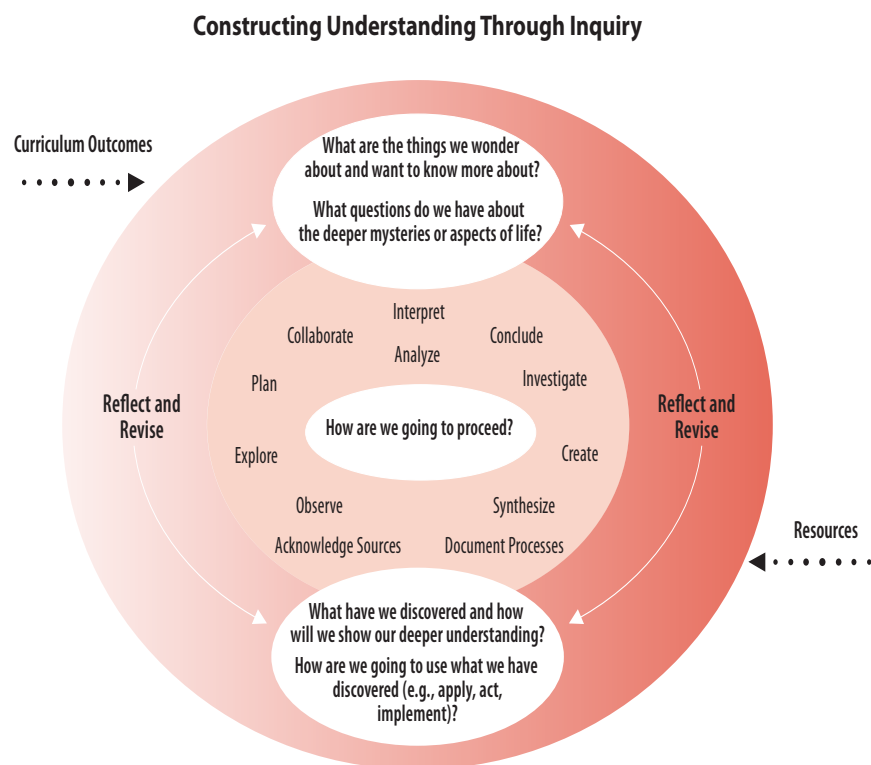 Constructing Understanding Through Inquiry
Curriculum Outcomes
What are the things we wonder
about and want to know more about?
What questions do we have about
the deeper mysteries or aspects of life?
Interpret
Collaborate
Conclude
Analyze
Plan
Investigate
Reflect and
Revise
How are we going to proceed?
Reflect and
Revise
Explore
Create
Observe
Synthesize
Acknowledge Sources
Document Processes
Resources
What have we discovered and how
will we show our deeper understanding?
How are we going to use what we have
discovered (e.g., apply, act,
implement)?